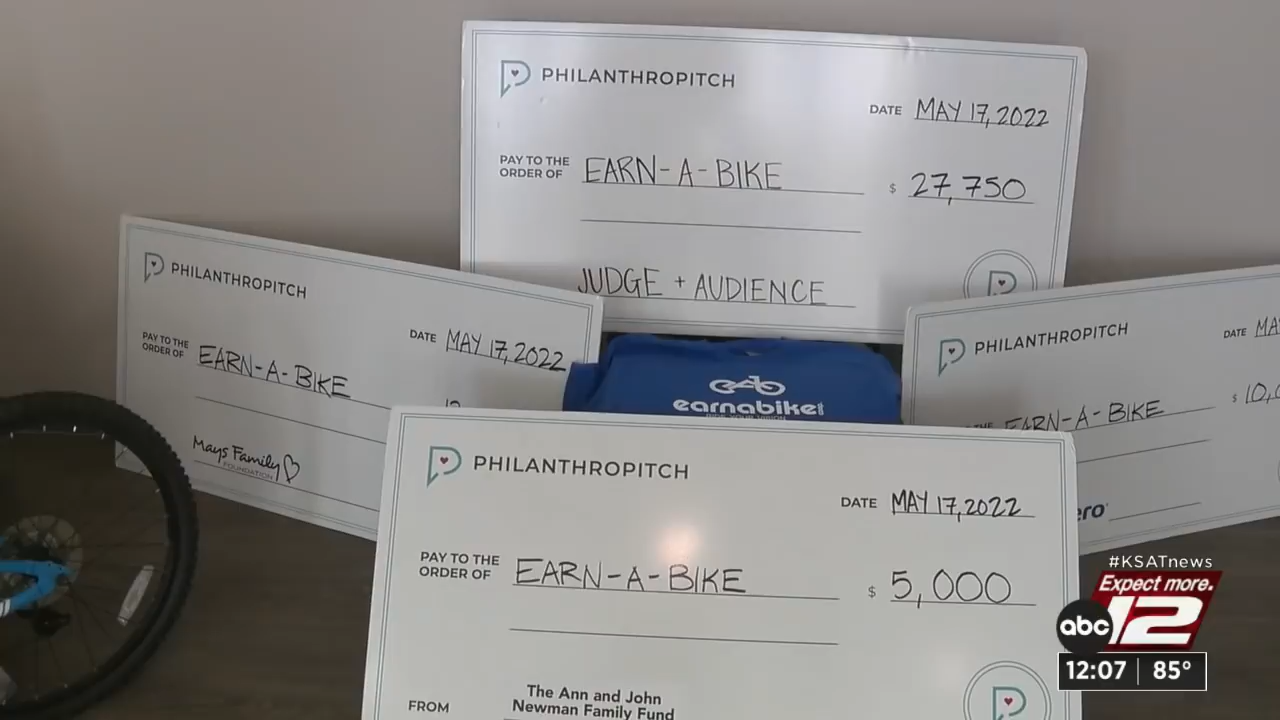 PHILANTHROPITCH
DATE MAY 17, 2022
PAY TO THE
ORDER OF EARN-A-BIKE
$ 27,750
JUDGE + AUDIENCE
PHILANTHROPITCH
DATE MAY 17, 2022
PAY TO THE
ORDER OF EARN-A-BIKE
Mays Family
FOUNDATION
earnabike
PHILANTHROPITCH
DATE
EARN-A-BIKE
PHILANTHROPITCH
DATE MAY 17, 2022
PAY TO THE
ORDER OF EARN-A-BIKE
$ 5,000
FROM The Ann and John
Newman Family Fund
#KSATnews
Expect more.
abc 12
12:07 85°